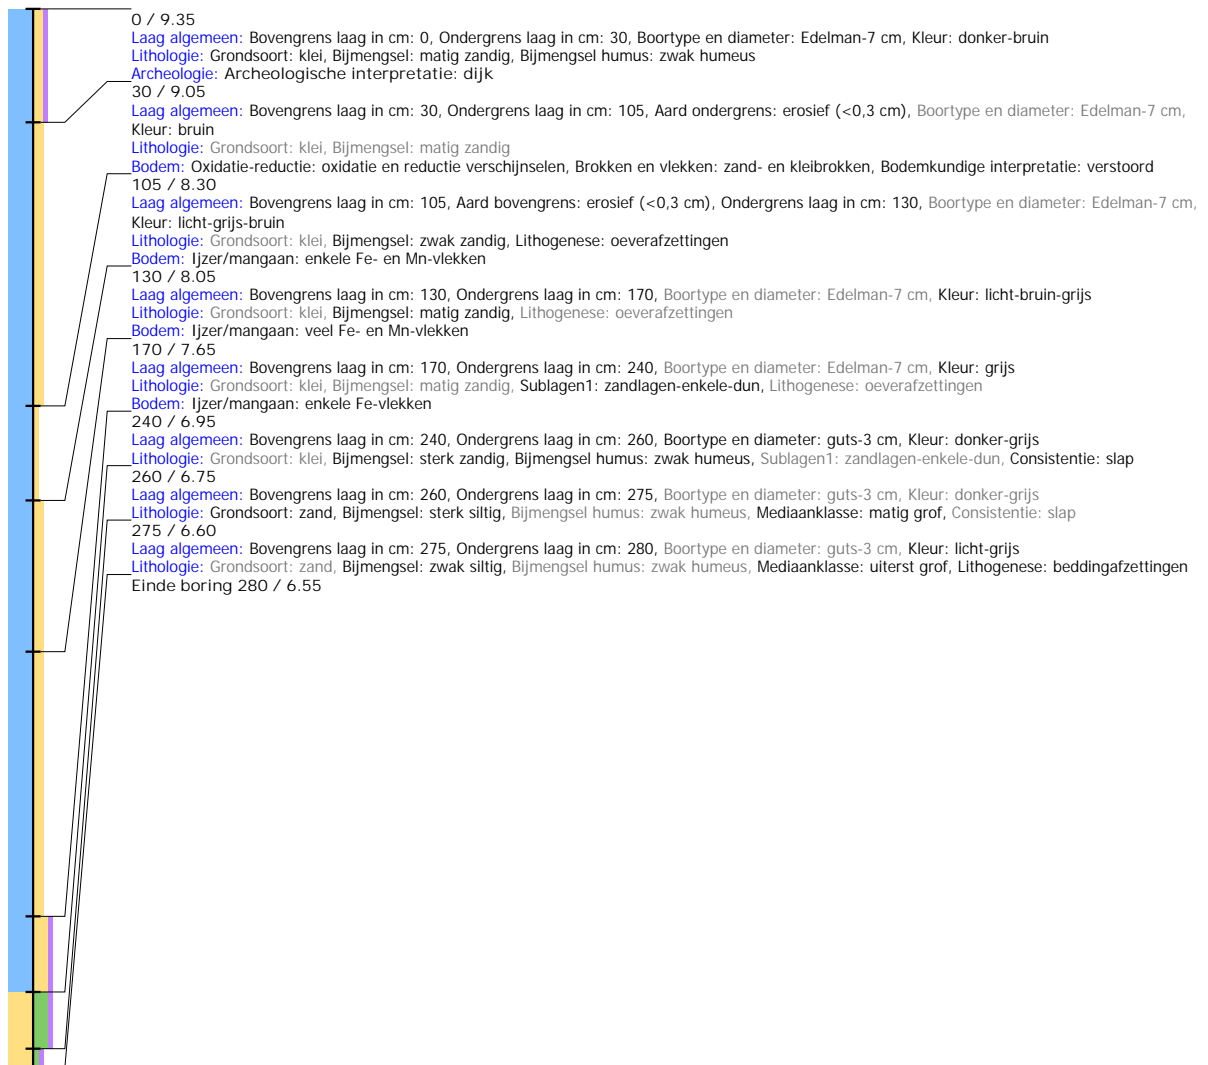 0 / 9.35
Laag algemeen: Bovengrens laag in cm: 0, Ondergrens laag in cm: 30, Boortype en diameter: Edelman-7 cm, Kleur: donker-bruin
Lithologie: Grondsoort: klei, Bijmengsel: matig zandig, Bijmengsel humus: zwak humeus
Archeologie: Archeologische interpretatie: dijk
30 / 9.05
Laag algemeen: Bovengrens laag in cm: 30, Ondergrens laag in cm: 105, Aard ondergrens: erosief (<0,3 cm), Boortype en diameter: Edelman-7 cm,
Kleur: bruin
Lithologie: Grondsoort: klei, Bijmengsel: matig zandig
Bodem: Oxidatie-reductie: oxidatie en reductie verschijnselen, Brokken en vlekken: zand- en kleibrokken, Bodemkundige interpretatie: verstoord
105 / 8.30
Laag algemeen: Bovengrens laag in cm: 105, Aard bovengrens: erosief (<0,3 cm), Ondergrens laag in cm: 130, Boortype en diameter: Edelman-7 cm,
Kleur: licht-grijs-bruin
Lithologie: Grondsoort: klei, Bijmengsel: zwak zandig, Lithogenese: oeverafzettingen
Bodem: Ijzer/mangaan: enkele Fe- en Mn-vlekken
130 / 8.05
Laag algemeen: Bovengrens laag in cm: 130, Ondergrens laag in cm: 170, Boortype en diameter: Edelman-7 cm, Kleur: licht-bruin-grijs
Lithologie: Grondsoort: klei, Bijmengsel: matig zandig, Lithogenese: oeverafzettingen
Bodem: Ijzer/mangaan: veel Fe- en Mn-vlekken
170 / 7.65
Laag algemeen: Bovengrens laag in cm: 170, Ondergrens laag in cm: 240, Boortype en diameter: Edelman-7 cm, Kleur: grijs
Lithologie: Grondsoort: klei, Bijmengsel: matig zandig, Sublagen1: zandlagen-enkele-dun, Lithogenese: oeverafzettingen
Bodem: Ijzer/mangaan: enkele Fe-vlekken
240 / 6.95
Laag algemeen: Bovengrens laag in cm: 240, Ondergrens laag in cm: 260, Boortype en diameter: guts-3 cm, Kleur: donker-grijs
Lithologie: Grondsoort: klei, Bijmengsel: sterk zandig, Bijmengsel humus: zwak humeus, Sublagen1: zandlagen-enkele-dun, Consistentie: slap
260 / 6.75
Laag algemeen: Bovengrens laag in cm: 260, Ondergrens laag in cm: 275, Boortype en diameter: guts-3 cm, Kleur: donker-grijs
Lithologie: Grondsoort: zand, Bijmengsel: sterk siltig, Bijmengsel humus: zwak humeus, Mediaanklasse: matig grof, Consistentie: slap
275 / 6.60
Laag algemeen: Bovengrens laag in cm: 275, Ondergrens laag in cm: 280, Boortype en diameter: guts-3 cm, Kleur: licht-grijs
Lithologie: Grondsoort: zand, Bijmengsel: zwak siltig, Bijmengsel humus: zwak humeus, Mediaanklasse: uiterst grof, Lithogenese: beddingafzettingen
Einde boring 280 / 6.55